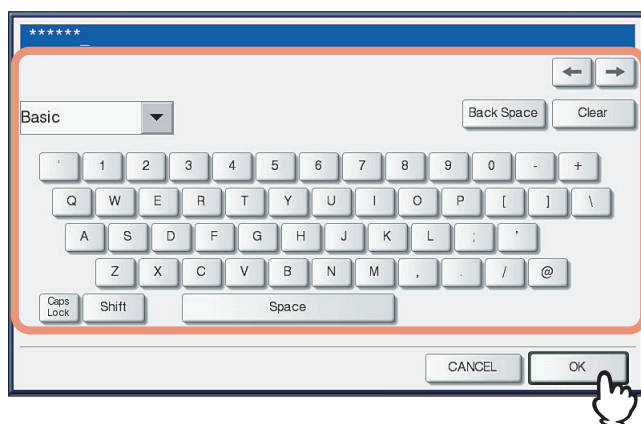 ******_
← →
Basic Back Space Clear
' 1 2 3 4 5 6 7 8 9 0 - +
Q W E R T Y U I O P [ ] \
A S D F G H J K L ; '
Z X C V B N M , . / @
Caps Lock Shift Space
CANCEL OK